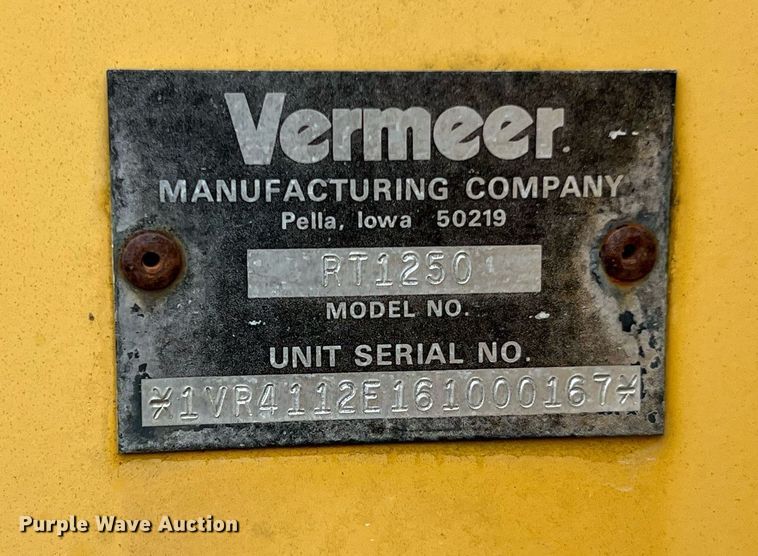 Vermeer
MANUFACTURING COMPANY
Pella, Iowa 50219
RT1250
MODEL NO.
UNIT SERIAL NO.
*1VR4112E161000167*
Purple Wave Auction